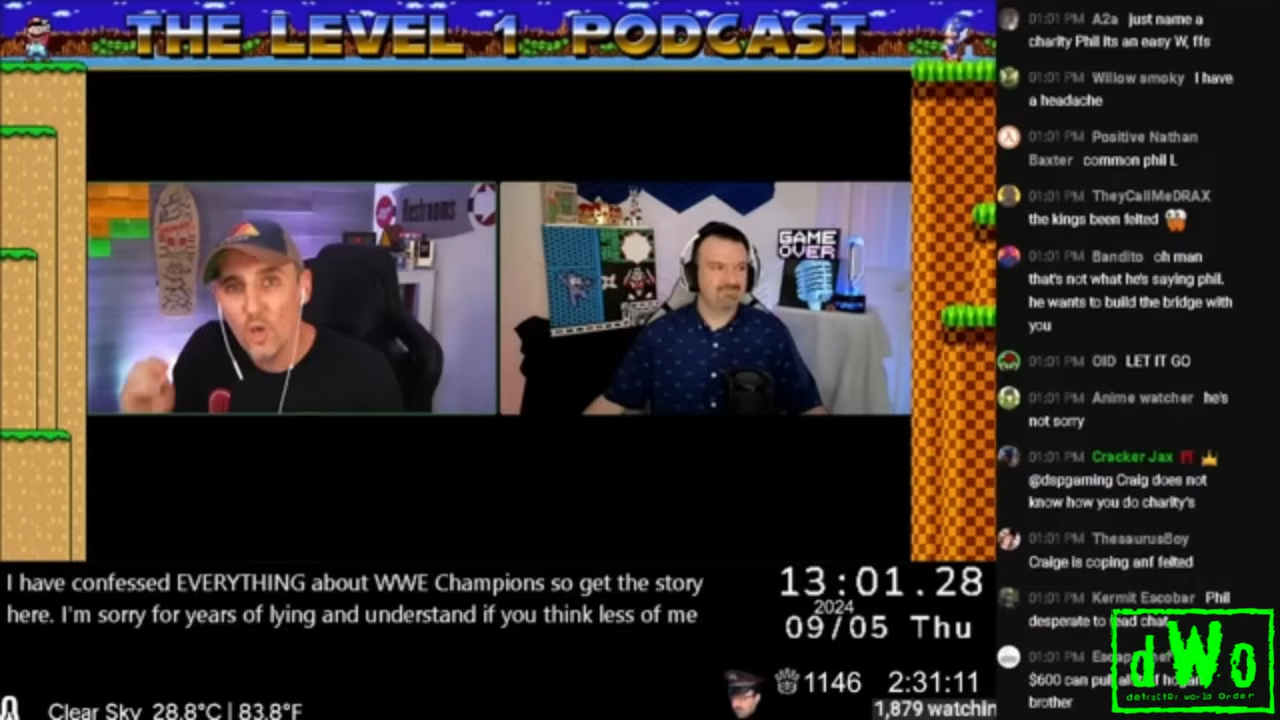 THE LEVEL 1 PODCAST
Restrooms
GAME
OVER
I have confessed EVERYTHING about WWE Champions so get the story
here. I'm sorry for years of lying and understand if you think less of me
13:01.28
2024
09/05 Thu
1146 2:31:11
1,879 watchin
Clear Sky 28.8°C | 83.8°F
01:01 PM A2a just name a
charity Phil its an easy W, ffs
01:01 PM Willow smoky I have
a headache
01:01 PM Positive Nathan
Baxter common phil L
01:01 PM TheyCallMeDRAX
the kings been felted
01:01 PM Bandito oh man
that's not what he's saying phil.
he wants to build the bridge with
you
01:01 PM OID LET IT GO
01:01 PM Anime watcher he's
not sorry
01:01 PM Cracker Jax
@dspgaming Craig does not
know how you do charity's
01:01 PM ThesaurusBoy
Craige is coping anf felted
01:01 PM Kermit Escobar Phil
desperate to read chat
01:01 PM
$600 can
brother
dWo
detractor world Order